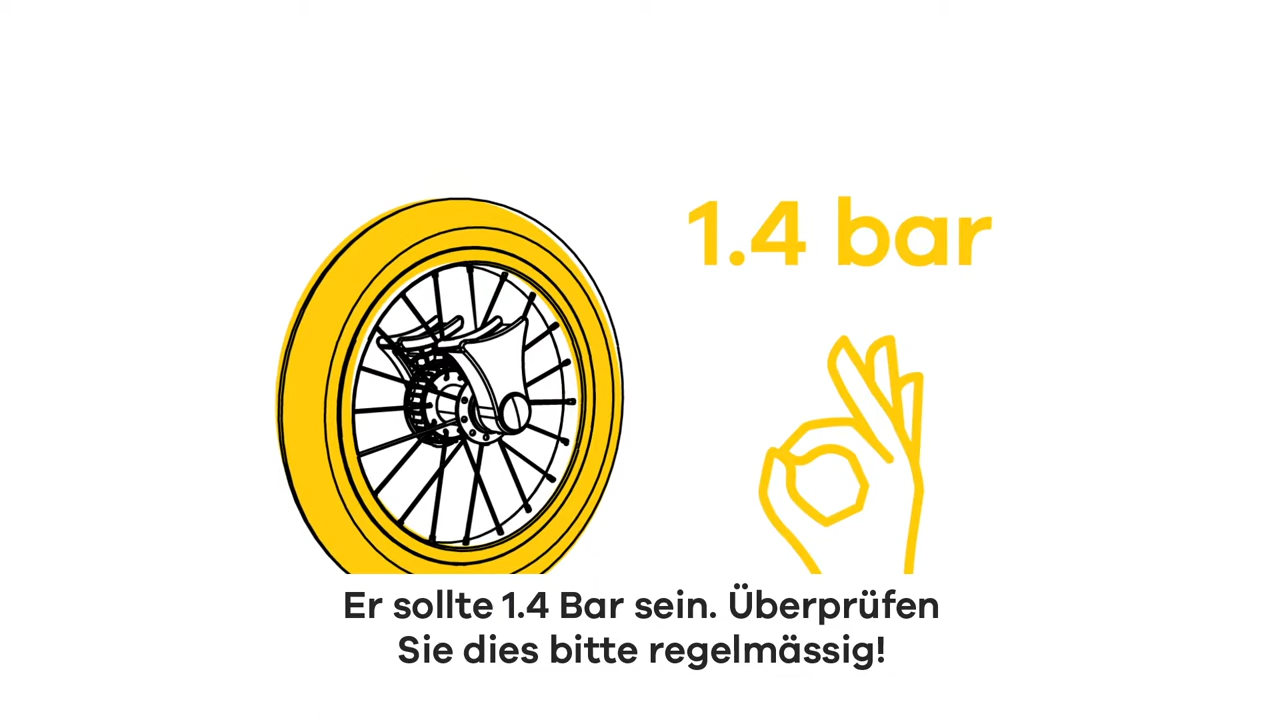 1.4 bar
Er sollte 1.4 Bar sein. Überprüfen
Sie dies bitte regelmässig!